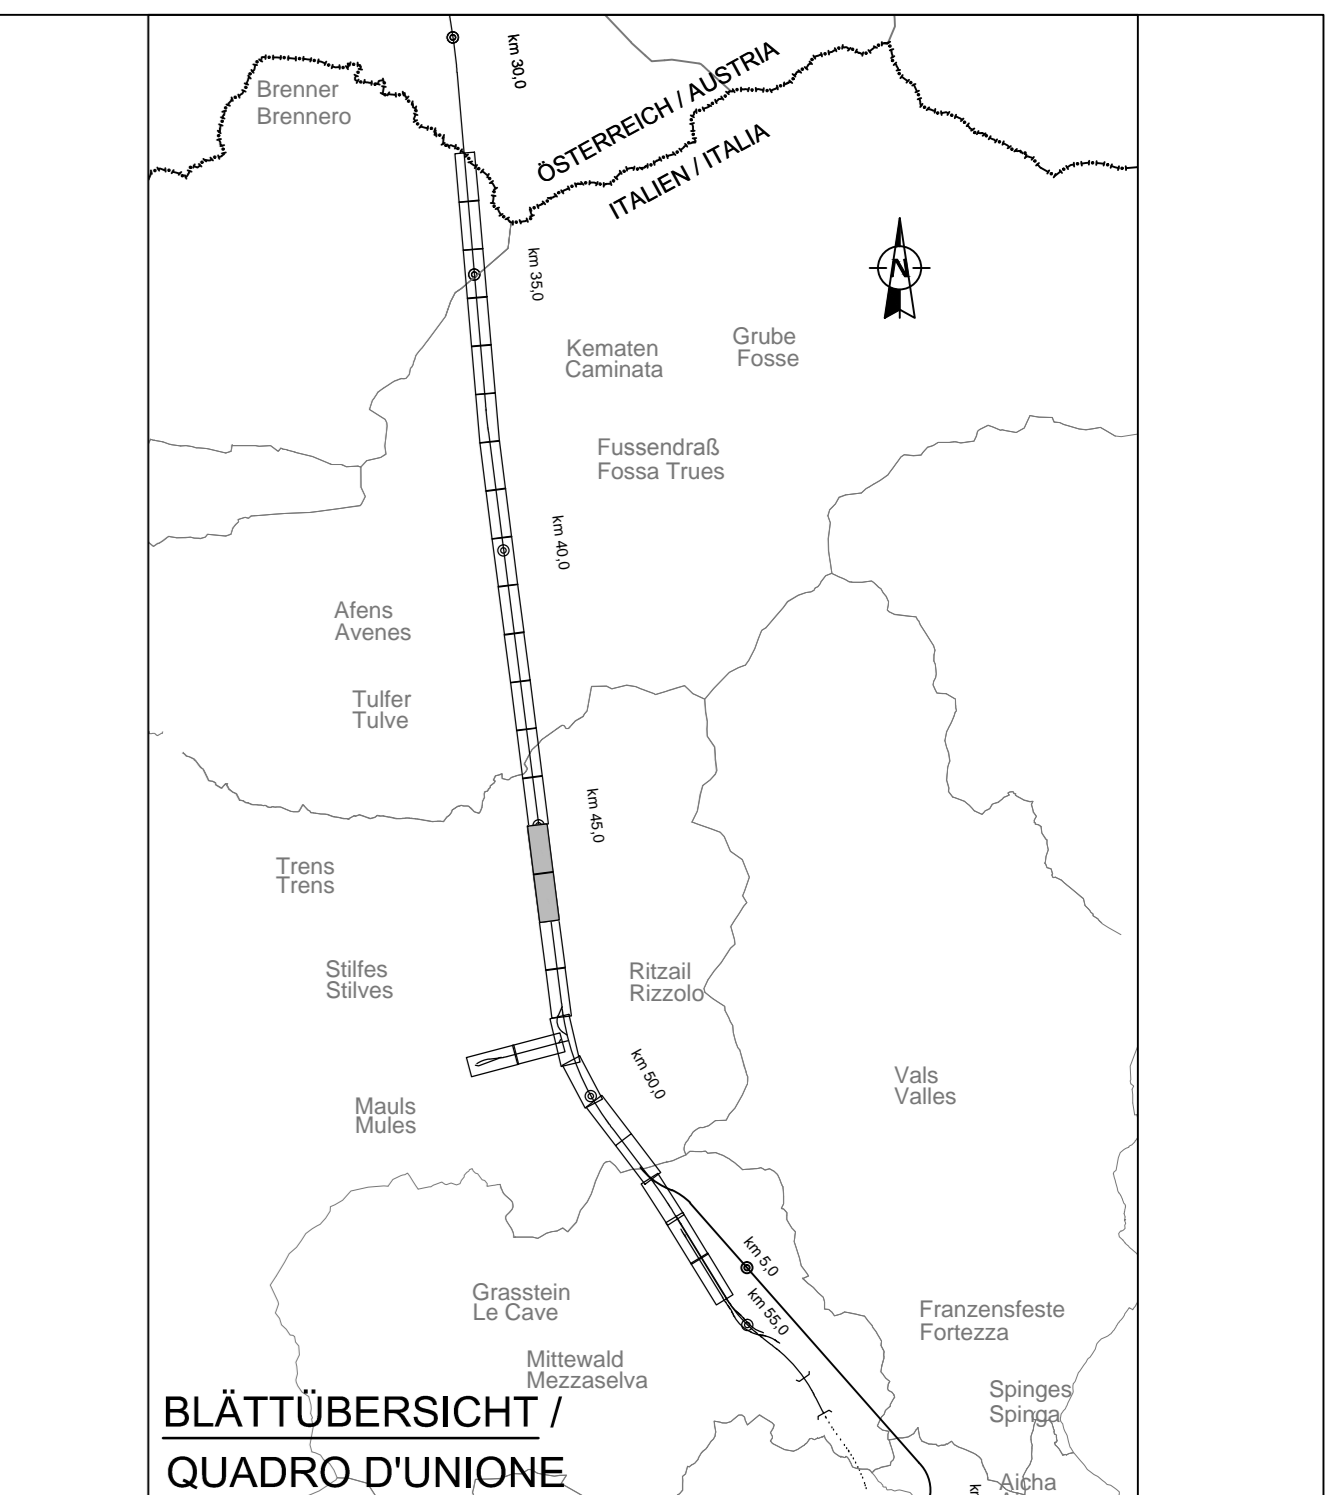 km 30,0
Brenner
Brennero
ÖSTERREICH / AUSTRIA
ITALIEN / ITALIA
N
km 35,0
Kematen
Caminata
Grube
Fosse
Fussendraß
Fossa Trues
km 40,0
Afens
Avenes
Tulfer
Tulve
km 45,0
Trens
Trens
Stilfes
Stilves
Ritzail
Rizzolo
km 50,0
Vals
Valles
Mauls
Mules
km 5,0
km 55,0
Grasstein
Le Cave
Franzensfeste
Fortezza
Mittewald
Mezzaselva
Spinges
Spinga
BLÄTTÜBERSICHT /
QUADRO D'UNIONE
Aicha